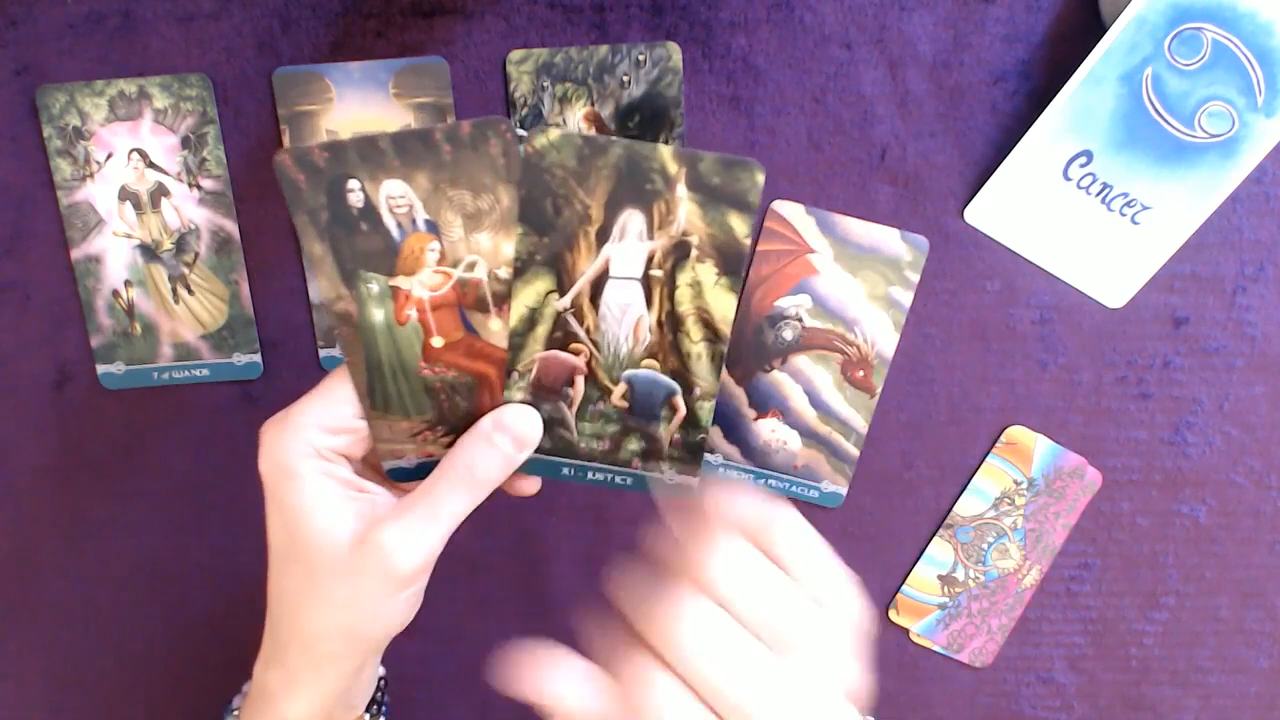 Cancer
7 of WANDS
XI - JUSTICE
KNIGHT of PENTACLES